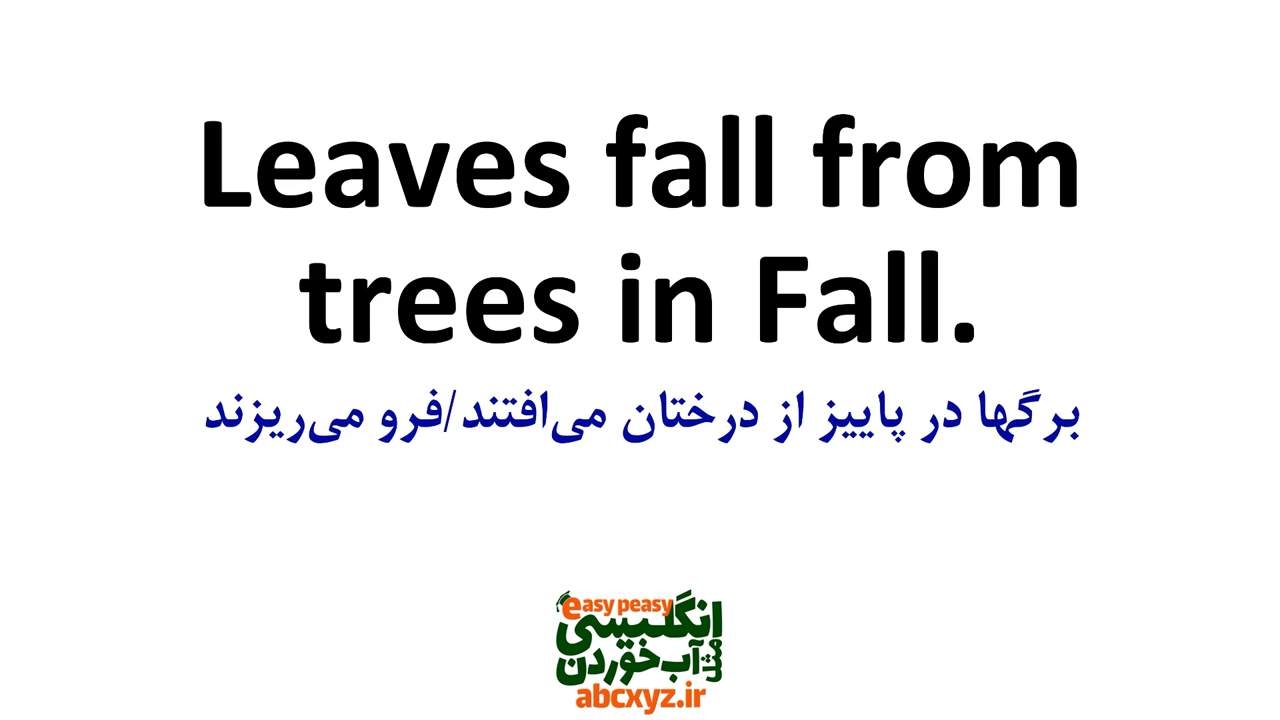 Leaves fall from
trees in Fall.
برگها در پاییز از درختان می‌افتند/فرو می‌ریزند
easy peasy
انگلیسی
مثل آب خوردن
abcxyz.ir